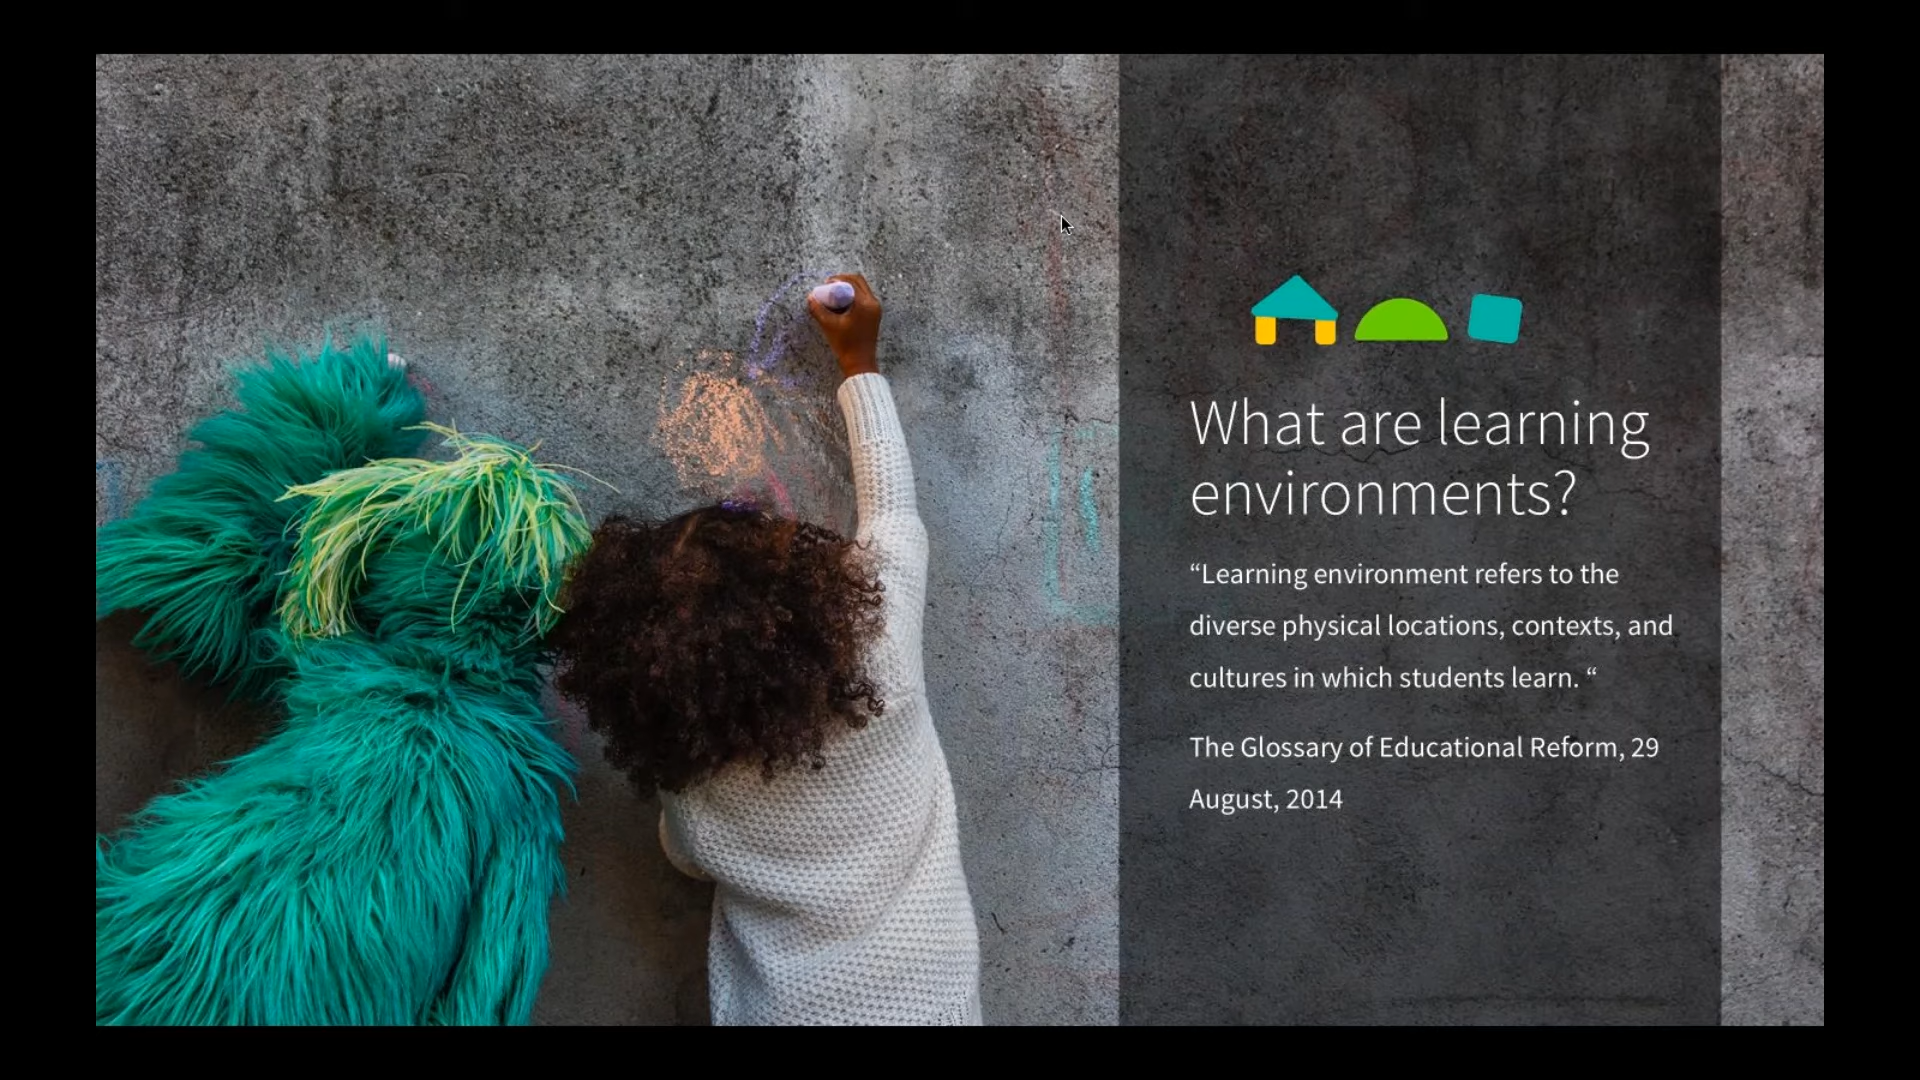 What are learning
environments?
“Learning environment refers to the
diverse physical locations, contexts, and
cultures in which students learn. “
The Glossary of Educational Reform, 29
August, 2014